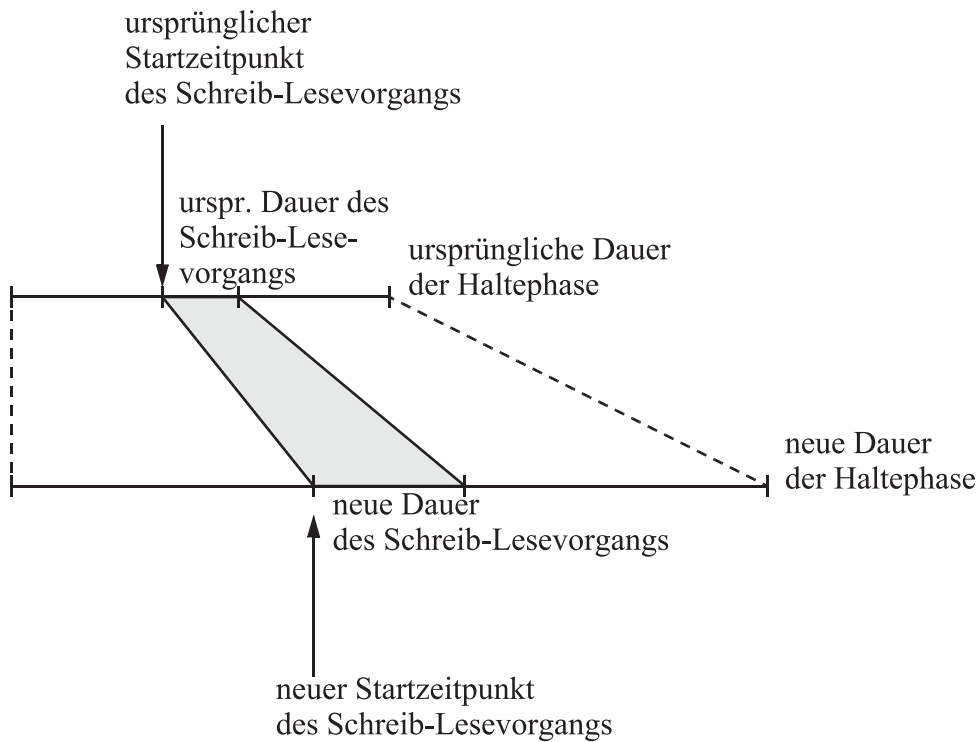 ursprünglicher
Startzeitpunkt
des Schreib-Lesevorgangs
urspr. Dauer des
Schreib-Lese-
vorgangs
ursprüngliche Dauer
der Haltephase
neue Dauer
der Haltephase
neue Dauer
des Schreib-Lesevorgangs
neuer Startzeitpunkt
des Schreib-Lesevorgangs